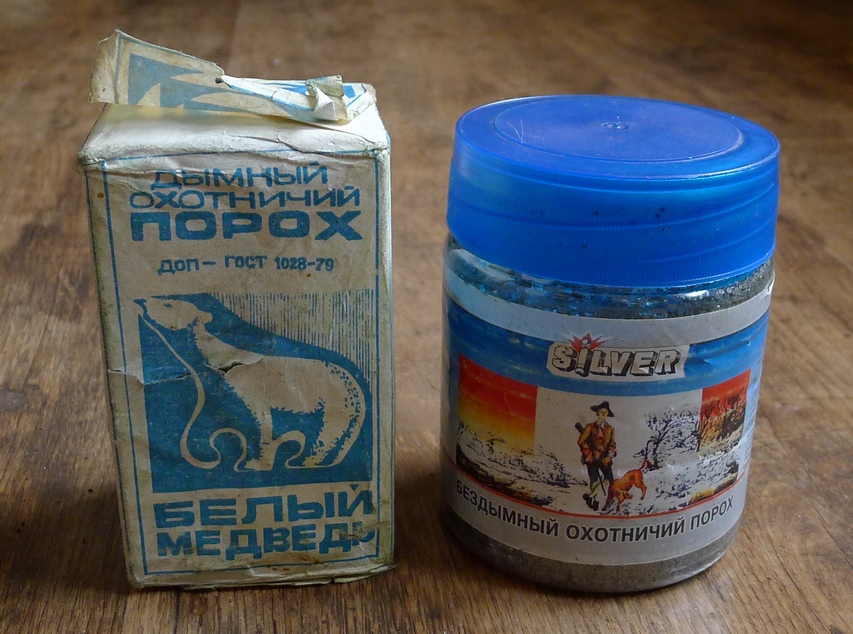 ДЫМНЫЙ
ОХОТНИЧИЙ
ПОРОХ
ДОП — ГОСТ 1028-79
БЕЛЫЙ
МЕДВЕДЬ
SILVER
БЕЗДЫМНЫЙ ОХОТНИЧИЙ ПОРОХ